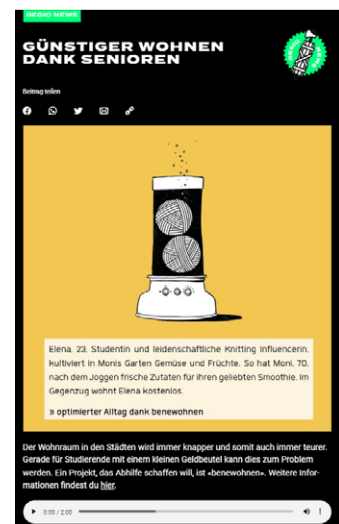 REGIO NEWS
GÜNSTIGER WOHNEN
DANK SENIOREN
REGIO
NEWS
Beitrag teilen
Elena, 23, Studentin und leidenschaftliche Knitting Influencerin,
kultiviert in Monis Garten Gemüse und Früchte. So hat Moni, 70,
nach dem Joggen frische Zutaten für ihren geliebten Smoothie. Im
Gegenzug wohnt Elena kostenlos.
» optimierter Alltag dank benewohnen
Der Wohnraum in den Städten wird immer knapper und somit auch immer teurer.
Gerade für Studierende mit einem kleinen Geldbeutel kann dies zum Problem
werden. Ein Projekt, das Abhilfe schaffen will, ist «benewohnen». Weitere Infor-
mationen findest du hier.
0:00 / 2:00